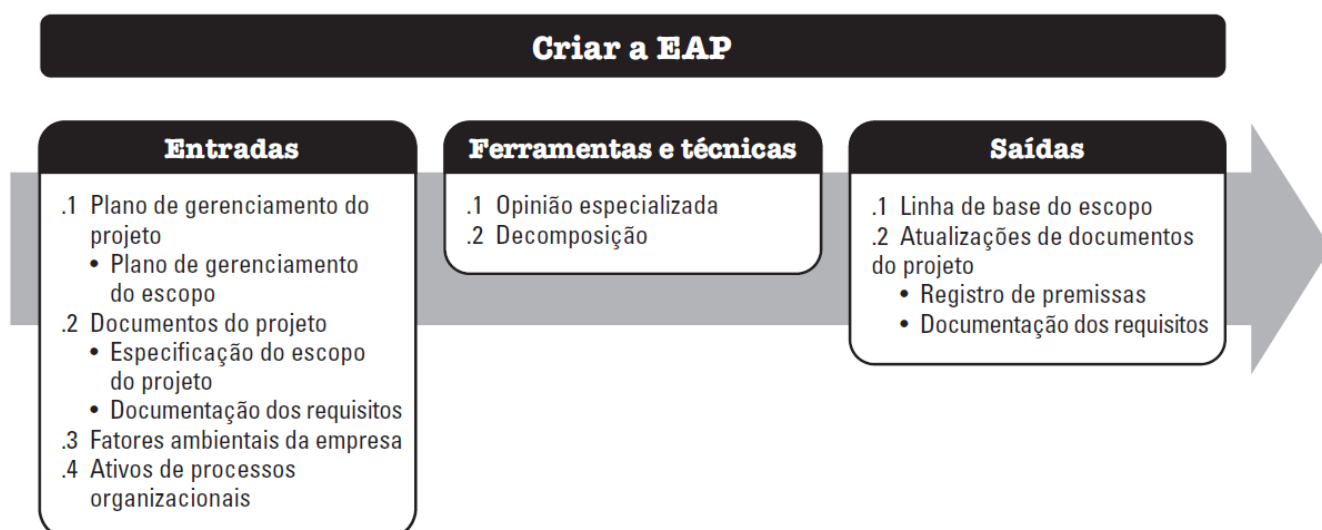 Criar a EAP
Entradas
.1 Plano de gerenciamento do
projeto
• Plano de gerenciamento
do escopo
.2 Documentos do projeto
• Especificação do escopo
do projeto
• Documentação dos requisitos
.3 Fatores ambientais da empresa
.4 Ativos de processos
organizacionais
Ferramentas e técnicas
.1 Opinião especializada
.2 Decomposição
Saídas
.1 Linha de base do escopo
.2 Atualizações de documentos
do projeto
• Registro de premissas
• Documentação dos requisitos